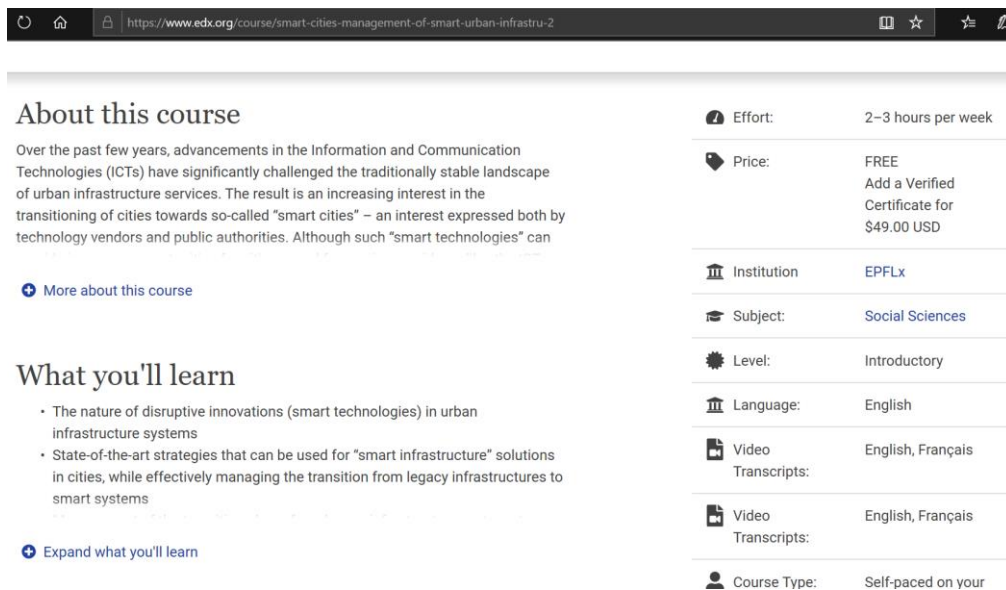 https://www.edx.org/course/smart-cities-management-of-smart-urban-infrastru-2
About this course
Over the past few years, advancements in the Information and Communication
Technologies (ICTs) have significantly challenged the traditionally stable landscape
of urban infrastructure services. The result is an increasing interest in the
transitioning of cities towards so-called “smart cities” – an interest expressed both by
technology vendors and public authorities. Although such “smart technologies” can
More about this course
What you'll learn
• The nature of disruptive innovations (smart technologies) in urban
infrastructure systems
• State-of-the-art strategies that can be used for “smart infrastructure” solutions
in cities, while effectively managing the transition from legacy infrastructures to
smart systems
Expand what you'll learn
Effort: 2–3 hours per week
Price: FREE
Add a Verified
Certificate for
$49.00 USD
Institution EPFLx
Subject: Social Sciences
Level: Introductory
Language: English
Video English, Français
Transcripts:
Video English, Français
Transcripts:
Course Type: Self-paced on your